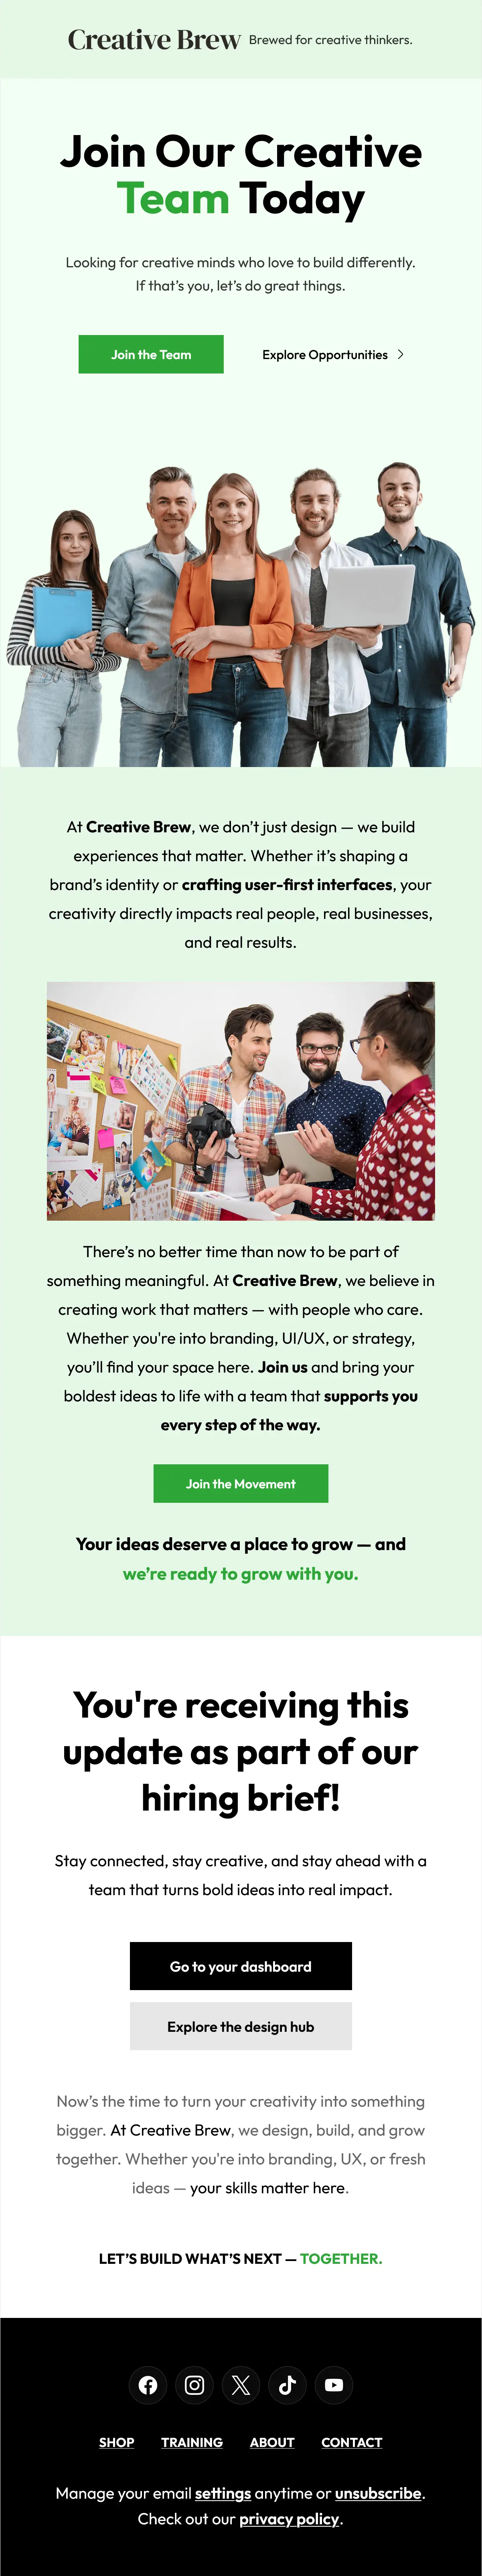 Creative Brew Brewed for creative thinkers.
Join Our Creative
Team Today
Looking for creative minds who love to build differently.
If that’s you, let’s do great things.
Join the Team Explore Opportunities
At Creative Brew, we don’t just design — we build
experiences that matter. Whether it’s shaping a
brand’s identity or crafting user-first interfaces, your
creativity directly impacts real people, real businesses,
and real results.
There’s no better time than now to be part of
something meaningful. At Creative Brew, we believe in
creating work that matters — with people who care.
Whether you're into branding, UI/UX, or strategy,
you’ll find your space here. Join us and bring your
boldest ideas to life with a team that supports you
every step of the way.
Join the Movement
Your ideas deserve a place to grow — and
we’re ready to grow with you.
You're receiving this
update as part of our
hiring brief!
Stay connected, stay creative, and stay ahead with a
team that turns bold ideas into real impact.
Go to your dashboard
Explore the design hub
Now’s the time to turn your creativity into something
bigger. At Creative Brew, we design, build, and grow
together. Whether you're into branding, UX, or fresh
ideas — your skills matter here.
LET’S BUILD WHAT’S NEXT — TOGETHER.
SHOP TRAINING ABOUT CONTACT
Manage your email settings anytime or unsubscribe.
Check out our privacy policy.